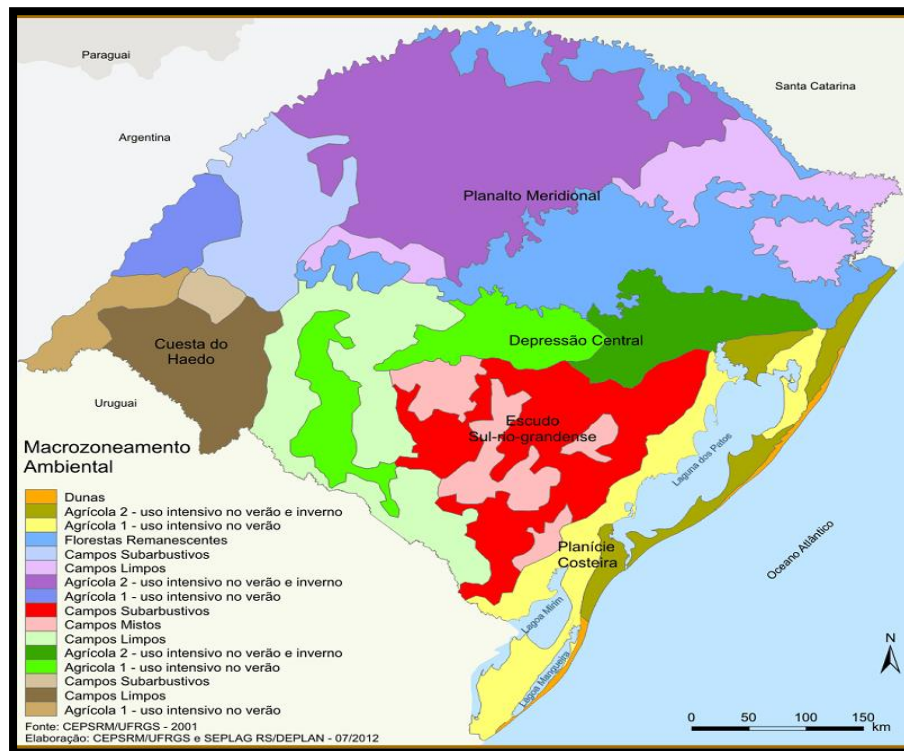 Paraguai
Santa Catarina
Argentina
Planalto Meridional
Depressão Central
Cuesta do
Haedo
Uruguai
Escudo
Sul-rio-grandense
Laguna dos Patos
Planície
Costeira
Oceano Atlântico
Lagoa Mirim
Lagoa Mangueira
Macrozoneamento
Ambiental
Dunas
Agrícola 2 - uso intensivo no verão e inverno
Agrícola 1 - uso intensivo no verão
Florestas Remanescentes
Campos Subarbustivos
Campos Limpos
Agrícola 2 - uso intensivo no verão e inverno
Agrícola 1 - uso intensivo no verão
Campos Subarbustivos
Campos Mistos
Campos Limpos
Agrícola 2 - uso intensivo no verão e inverno
Agricola 1 - uso intensivo no verão
Campos Subarbustivos
Campos Limpos
Agrícola 1 - uso intensivo no verão
Fonte: CEPSRM/UFRGS - 2001
Elaboração: CEPSRM/UFRGS e SEPLAG RS/DEPLAN - 07/2012
N
0 50 100 150
km